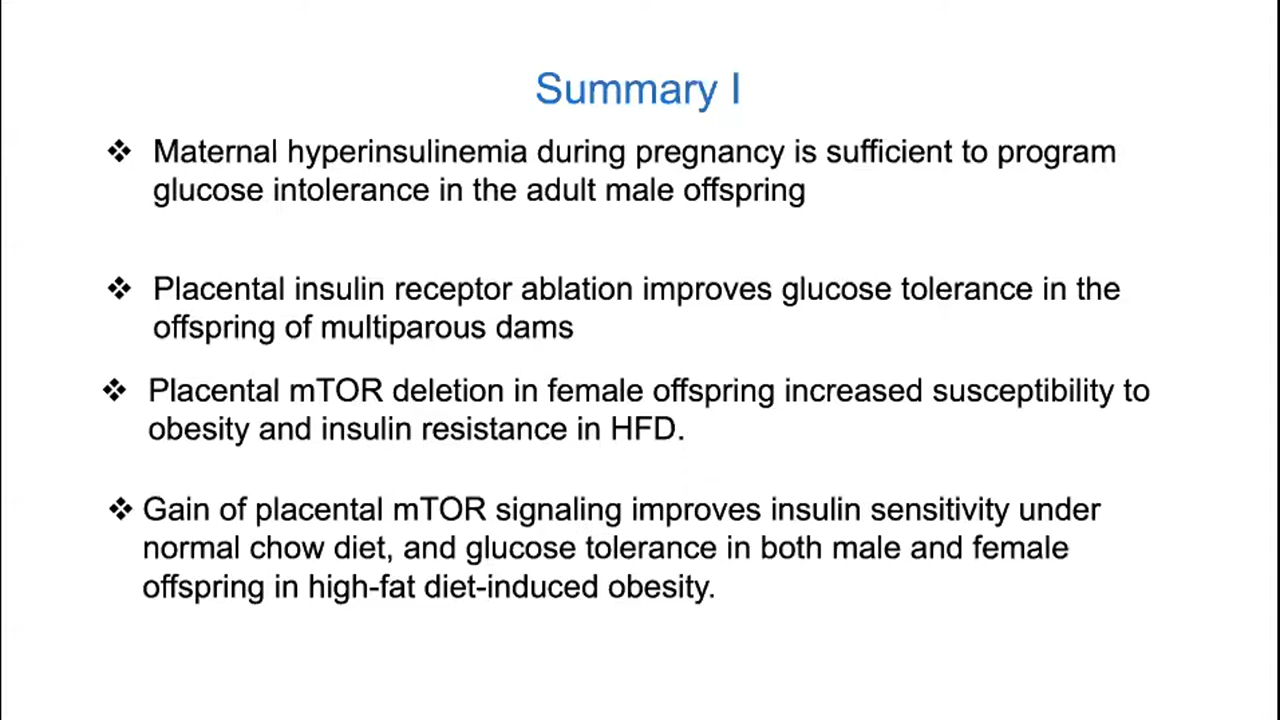 Summary I
❖ Maternal hyperinsulinemia during pregnancy is sufficient to program
glucose intolerance in the adult male offspring
❖ Placental insulin receptor ablation improves glucose tolerance in the
offspring of multiparous dams
❖ Placental mTOR deletion in female offspring increased susceptibility to
obesity and insulin resistance in HFD.
❖ Gain of placental mTOR signaling improves insulin sensitivity under
normal chow diet, and glucose tolerance in both male and female
offspring in high-fat diet-induced obesity.